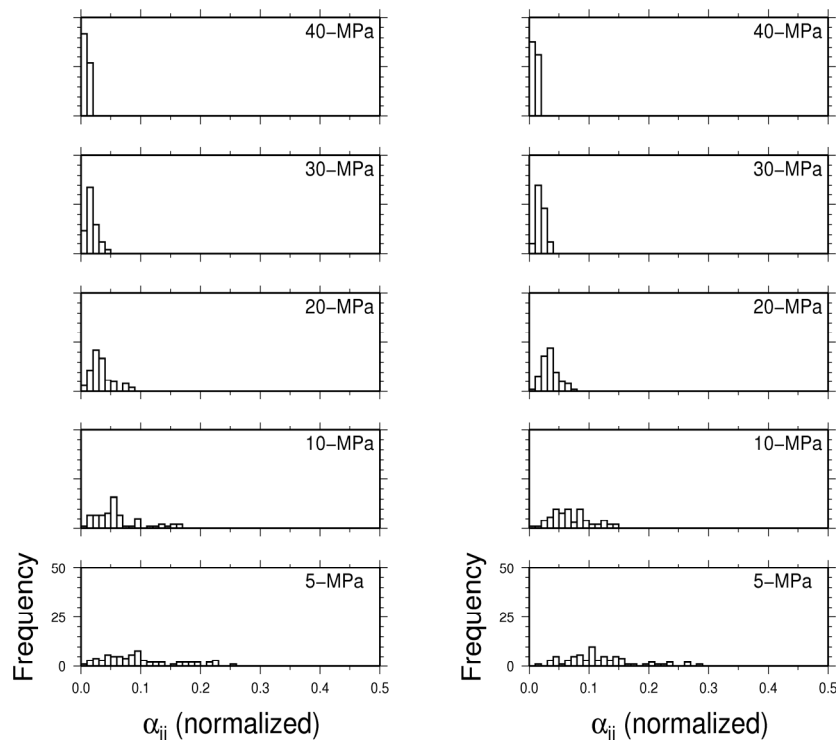 40-MPa
30-MPa
20-MPa
10-MPa
5-MPa
50
25
0
Frequency
0.0 0.1 0.2 0.3 0.4 0.5
αii (normalized)
40-MPa
30-MPa
20-MPa
10-MPa
5-MPa
50
25
0
Frequency
0.0 0.1 0.2 0.3 0.4 0.5
αii (normalized)